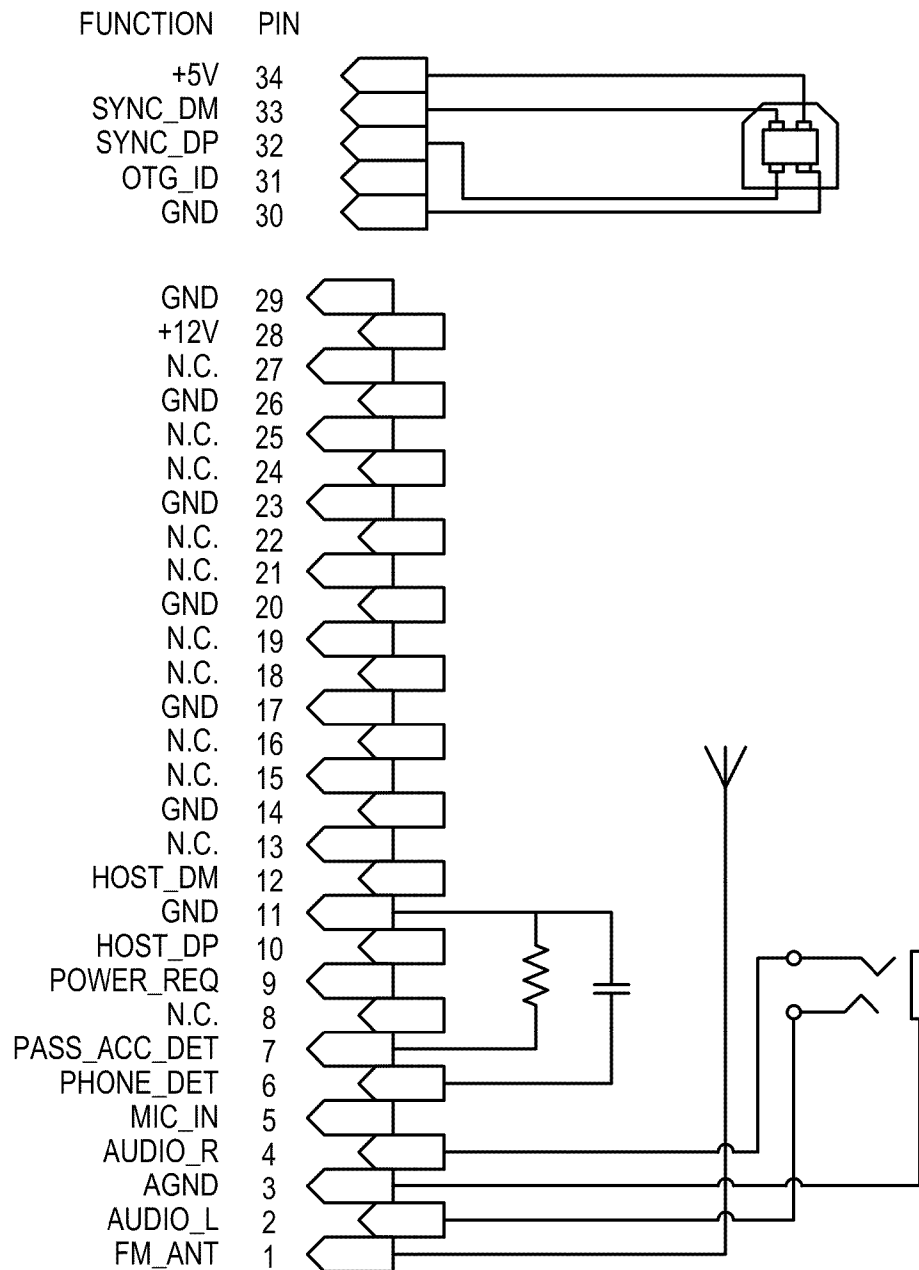 FUNCTION PIN
+5V 34
SYNC_DM 33
SYNC_DP 32
OTG_ID 31
GND 30
GND 29
+12V 28
N.C. 27
GND 26
N.C. 25
N.C. 24
GND 23
N.C. 22
N.C. 21
GND 20
N.C. 19
N.C. 18
GND 17
N.C. 16
N.C. 15
GND 14
N.C. 13
HOST_DM 12
GND 11
HOST_DP 10
POWER_REQ 9
N.C. 8
PASS_ACC_DET 7
PHONE_DET 6
MIC_IN 5
AUDIO_R 4
AGND 3
AUDIO_L 2
FM_ANT 1